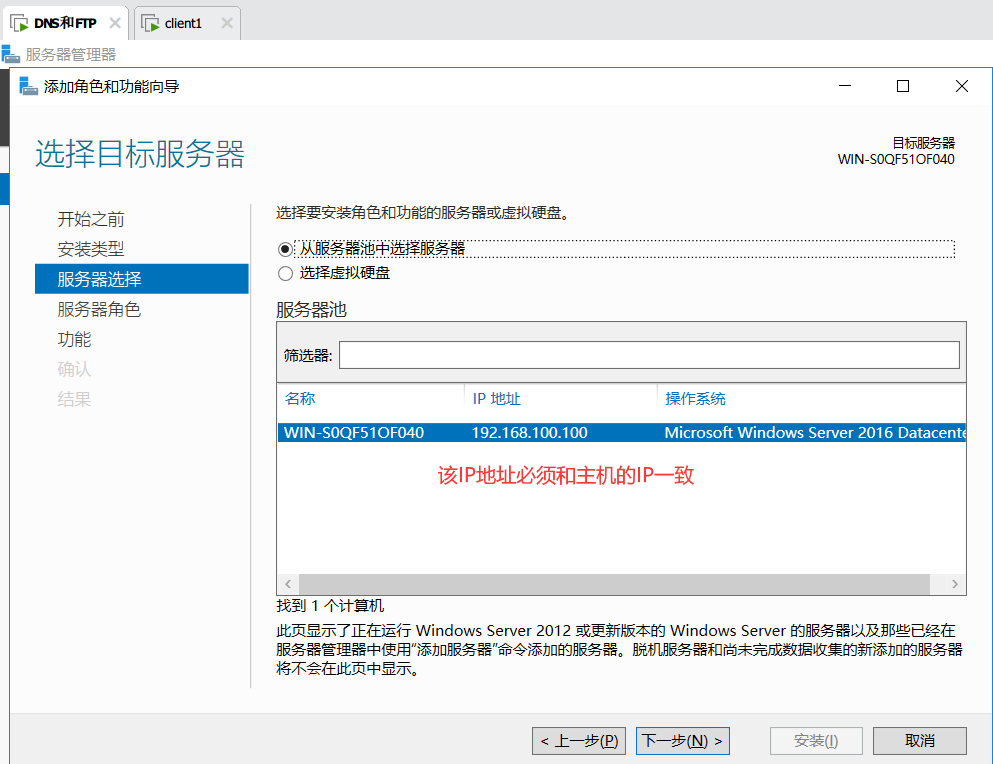 DNS和FTP
client1
服务器管理器
添加角色和功能向导
选择目标服务器
目标服务器
WIN-S0QF51OF040
开始之前
安装类型
服务器选择
服务器角色
功能
确认
结果
选择要安装角色和功能的服务器或虚拟硬盘。
从服务器池中选择服务器
选择虚拟硬盘
服务器池
筛选器:
名称 IP 地址 操作系统
WIN-S0QF51OF040 192.168.100.100 Microsoft Windows Server 2016 Datacente
该IP地址必须和主机的IP一致
找到 1 个计算机
此页显示了正在运行 Windows Server 2012 或更新版本的 Windows Server 的服务器以及那些已经在
服务器管理器中使用“添加服务器”命令添加的服务器。脱机服务器和尚未完成数据收集的新添加的服务器
将不会在此页中显示。
< 上一步(P) 下一步(N) > 安装(I) 取消